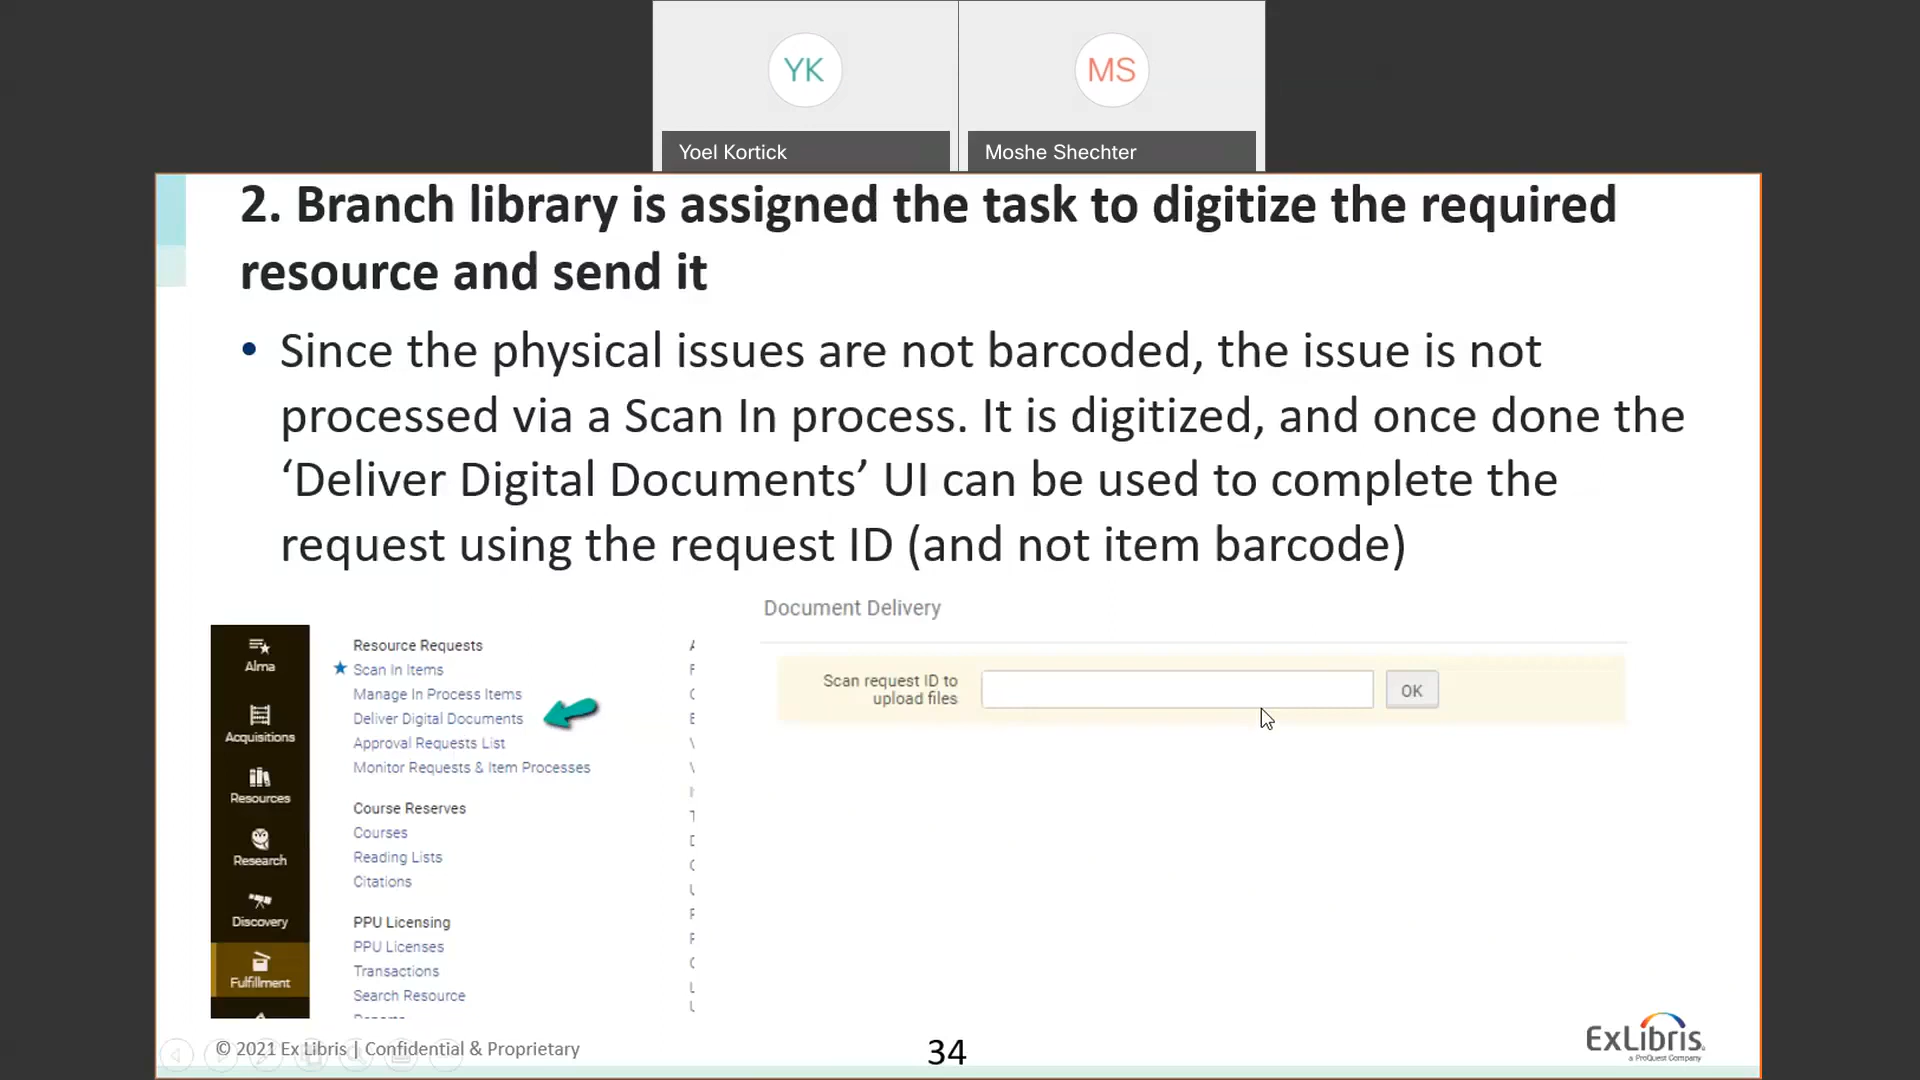 YK
MS
Yoel Kortick
Moshe Shechter
2. Branch library is assigned the task to digitize the required
resource and send it
• Since the physical issues are not barcoded, the issue is not
processed via a Scan In process. It is digitized, and once done the
‘Deliver Digital Documents’ UI can be used to complete the
request using the request ID (and not item barcode)
Alma
Acquisitions
Resources
Research
Discovery
Fulfillment
Resource Requests
Scan In Items
Manage In Process Items
Deliver Digital Documents
Approval Requests List
Monitor Requests & Item Processes
Course Reserves
Courses
Reading Lists
Citations
PPU Licensing
PPU Licenses
Transactions
Search Resource
Document Delivery
Scan request ID to
upload files
OK
© 2021 Ex Libris | Confidential & Proprietary
34
ExLibris
a ProQuest Company